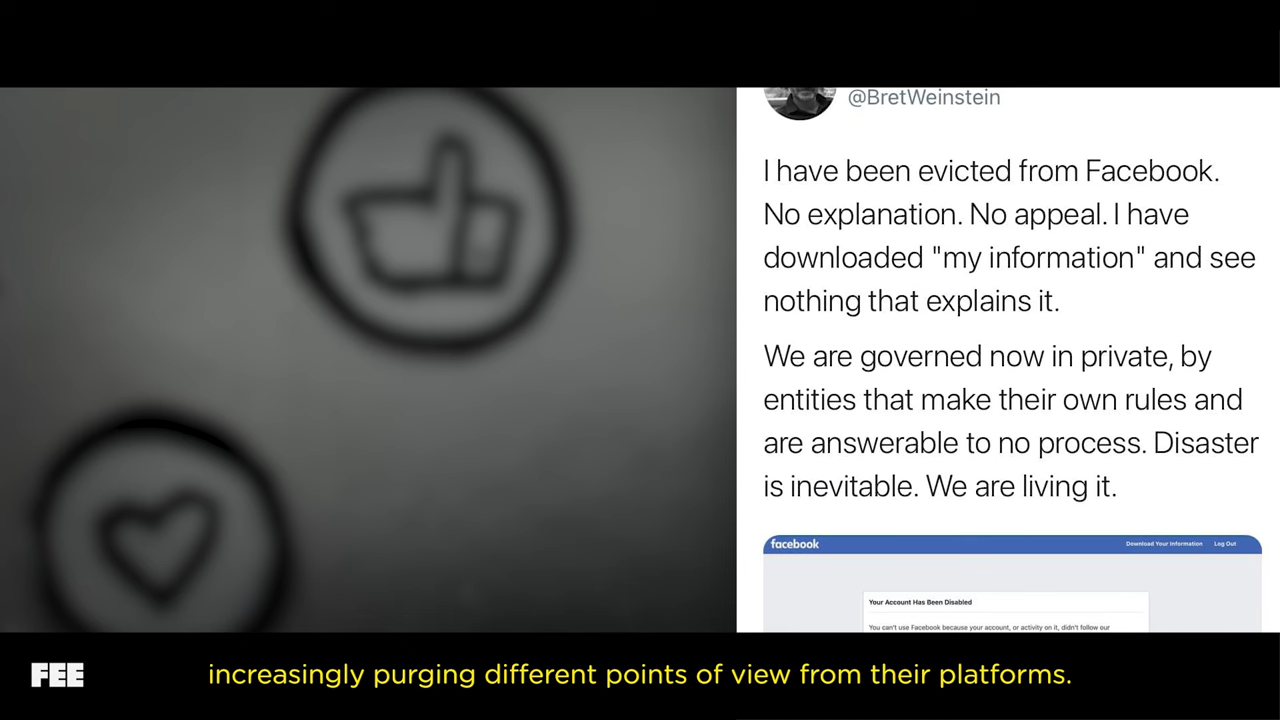 @BretWeinstein
I have been evicted from Facebook.
No explanation. No appeal. I have
downloaded "my information" and see
nothing that explains it.
We are governed now in private, by
entities that make their own rules and
are answerable to no process. Disaster
is inevitable. We are living it.
facebook Download Your Information Log Out
Your Account Has Been Disabled
You can't use Facebook because your account, or activity on it, didn't follow our
FEE
increasingly purging different points of view from their platforms.